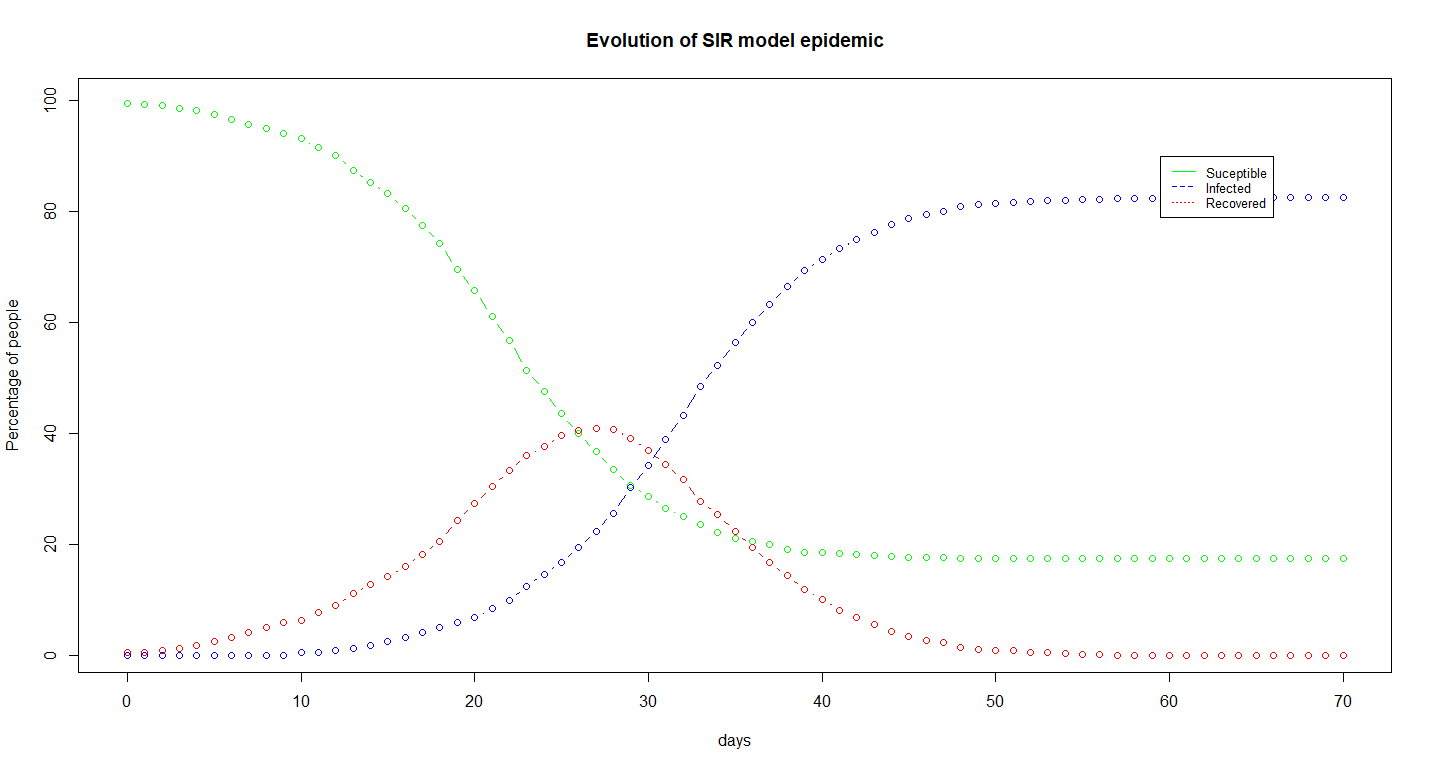 Evolution of SIR model epidemic
Percentage of people
100
80
60
40
20
0
Suceptible
Infected
Recovered
0 10 20 30 40 50 60 70
days